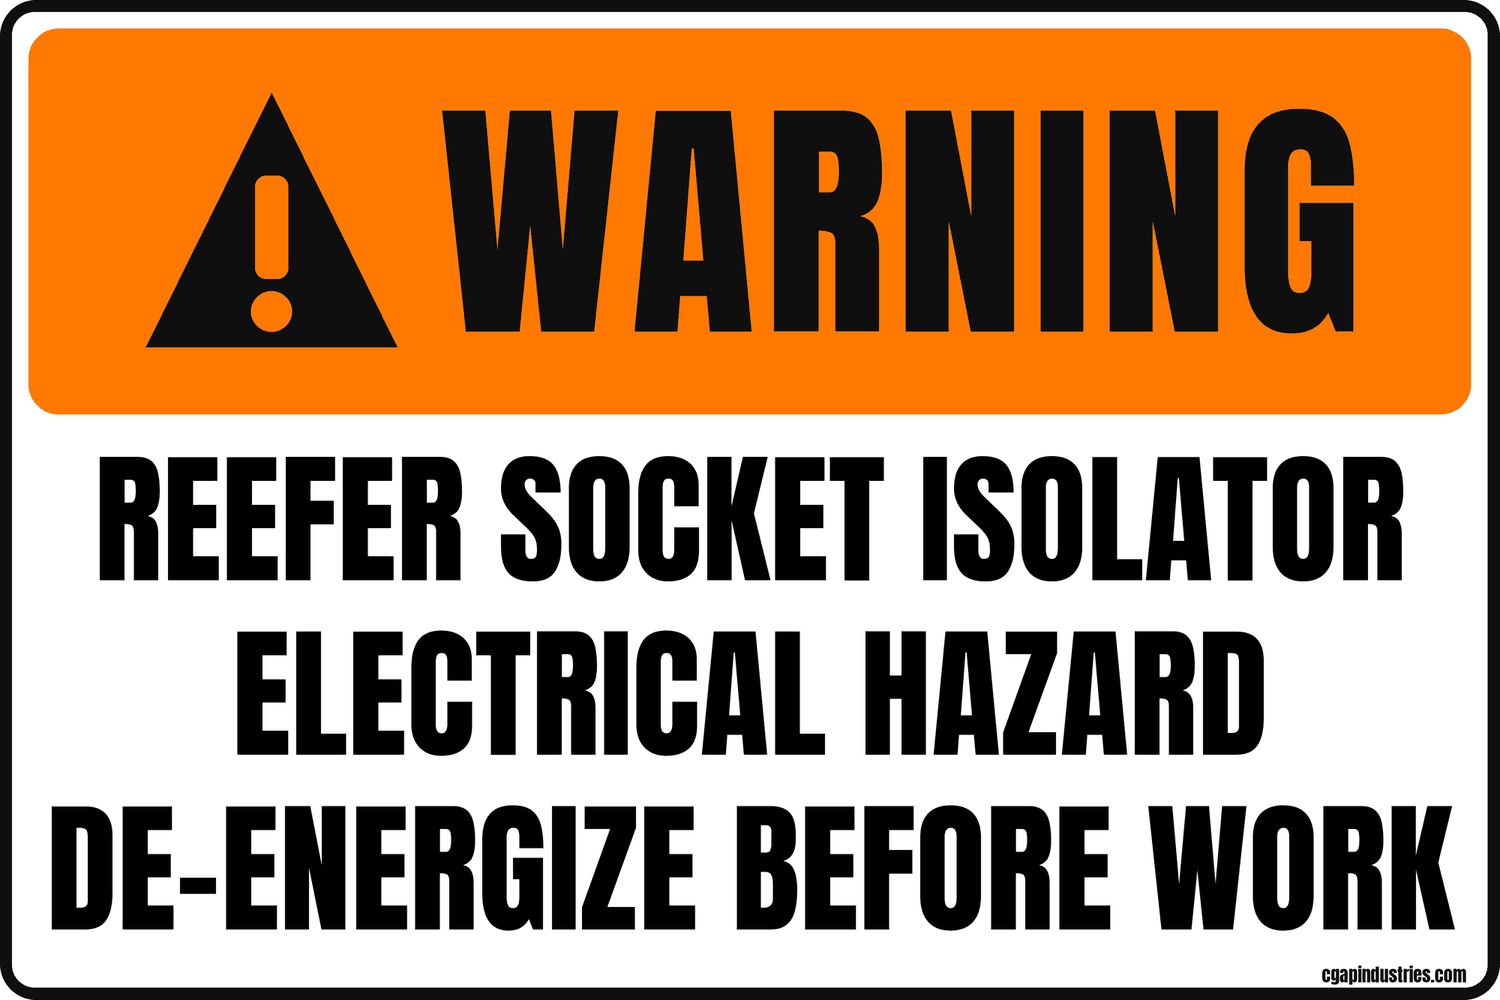 WARNING
REEFER SOCKET ISOLATOR
ELECTRICAL HAZARD
DE-ENERGIZE BEFORE WORK
cgapindustries.com